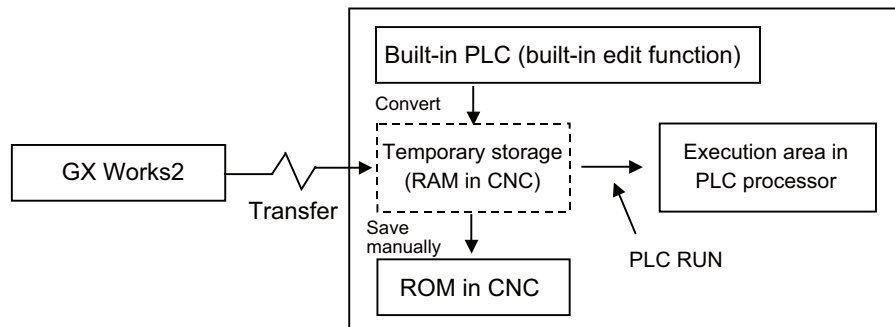 Built-in PLC (built-in edit function)
Convert
Temporary storage
(RAM in CNC)
Execution area in
PLC processor
GX Works2
Transfer
Save
manually
PLC RUN
ROM in CNC